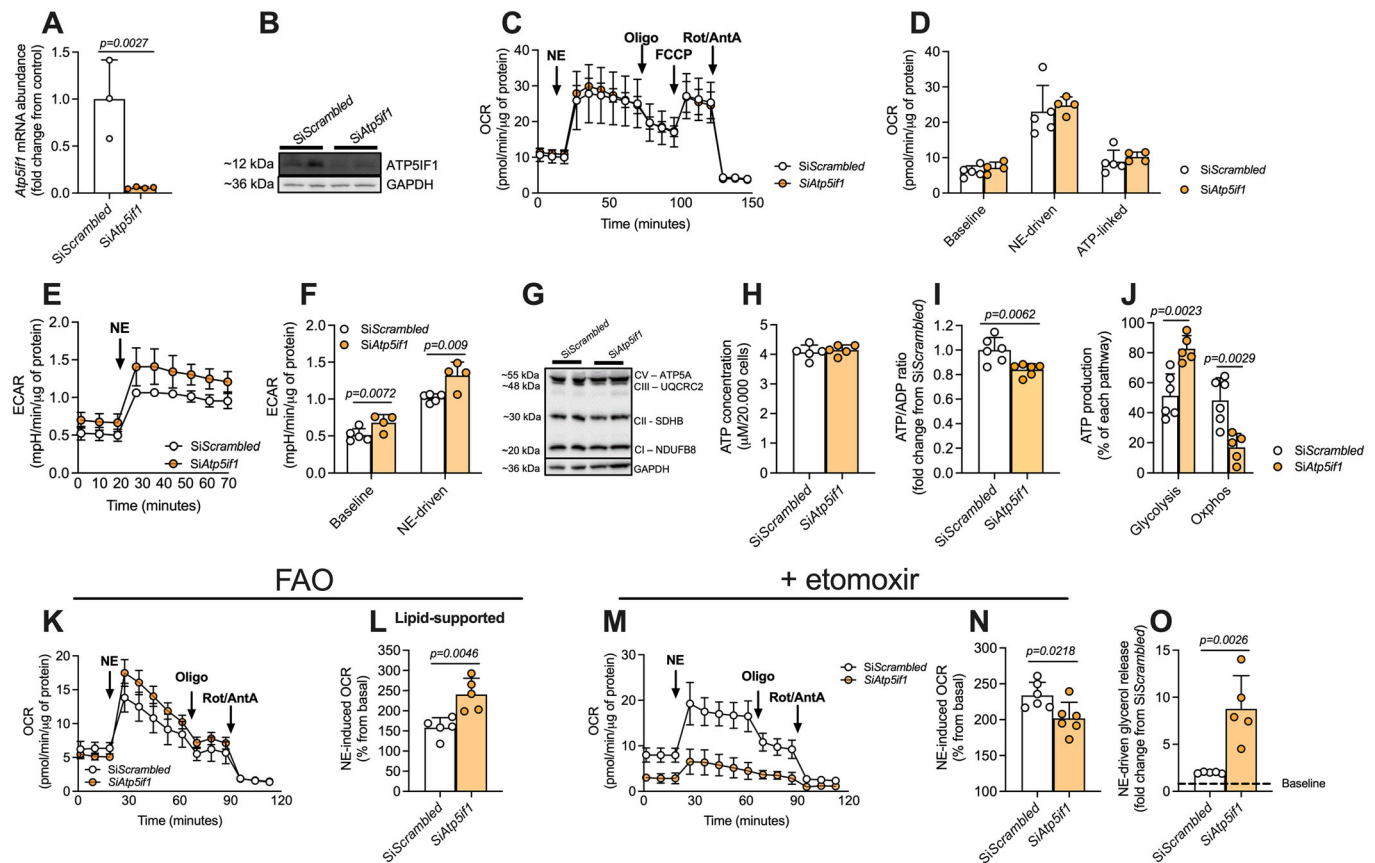 A
Atp5if1 mRNA abundance
(fold change from control)
1.5
1.0
0.5
0.0
p=0.0027
SiScrambled
SiAtp5if1
B
SiScrambled
SiAtp5if1
~12 kDa
ATP5IF1
~36 kDa
GAPDH
C
OCR
(pmol/min/µg of protein)
40
30
20
10
0
NE
Oligo
FCCP
Rot/AntA
0
50
100
150
Time (minutes)
SiScrambled
SiAtp5if1
D
OCR
(pmol/min/µg of protein)
40
30
20
10
0
Baseline
NE-driven
ATP-linked
SiScrambled
SiAtp5if1
E
ECAR
(mpH/min/µg of protein)
2.0
1.5
1.0
0.5
0.0
NE
SiScrambled
SiAtp5if1
0 10 20 30 40 50 60 70
Time (minutes)
F
ECAR
(mpH/min/µg of protein)
2.0
1.5
1.0
0.5
0.0
SiScrambled
SiAtp5if1
p=0.009
p=0.0072
Baseline
NE-driven
G
SiScrambled
SiAtp5if1
~55 kDa
CV – ATP5A
~48 kDa
CIII – UQCRC2
~30 kDa
CII - SDHB
~20 kDa
CI – NDUFB8
~36 kDa
GAPDH
H
ATP concentration
(µM/20.000 cells)
5
4
3
2
1
0
SiScrambled
SiAtp5if1
I
ATP/ADP ratio
(fold change from SiScrambled)
1.2
1.0
0.8
0.6
0.4
0.2
0.0
p=0.0062
SiScrambled
SiAtp5if1
J
ATP production
(% of each pathway)
100
80
60
40
20
0
p=0.0023
p=0.0029
Glycolysis
Oxphos
SiScrambled
SiAtp5if1
FAO
K
OCR
(pmol/min/µg of protein)
20
15
10
5
0
NE
Oligo
Rot/AntA
SiScrambled
SiAtp5if1
0
30
60
90
120
Time (minutes)
L
Lipid-supported
NE-induced OCR
(% from basal)
350
300
250
200
150
100
50
0
p=0.0046
SiScrambled
SiAtp5if1
+ etomoxir
M
OCR
(pmol/min/µg of protein)
30
20
10
0
NE
Oligo
Rot/AntA
SiScrambled
SiAtp5if1
0
30
60
90
120
Time (minutes)
N
NE-induced OCR
(% from basal)
300
250
200
150
100
p=0.0218
SiScrambled
SiAtp5if1
O
NE-driven glycerol release
(fold change from SiScrambled)
15
10
5
0
p=0.0026
Baseline
SiScrambled
SiAtp5if1